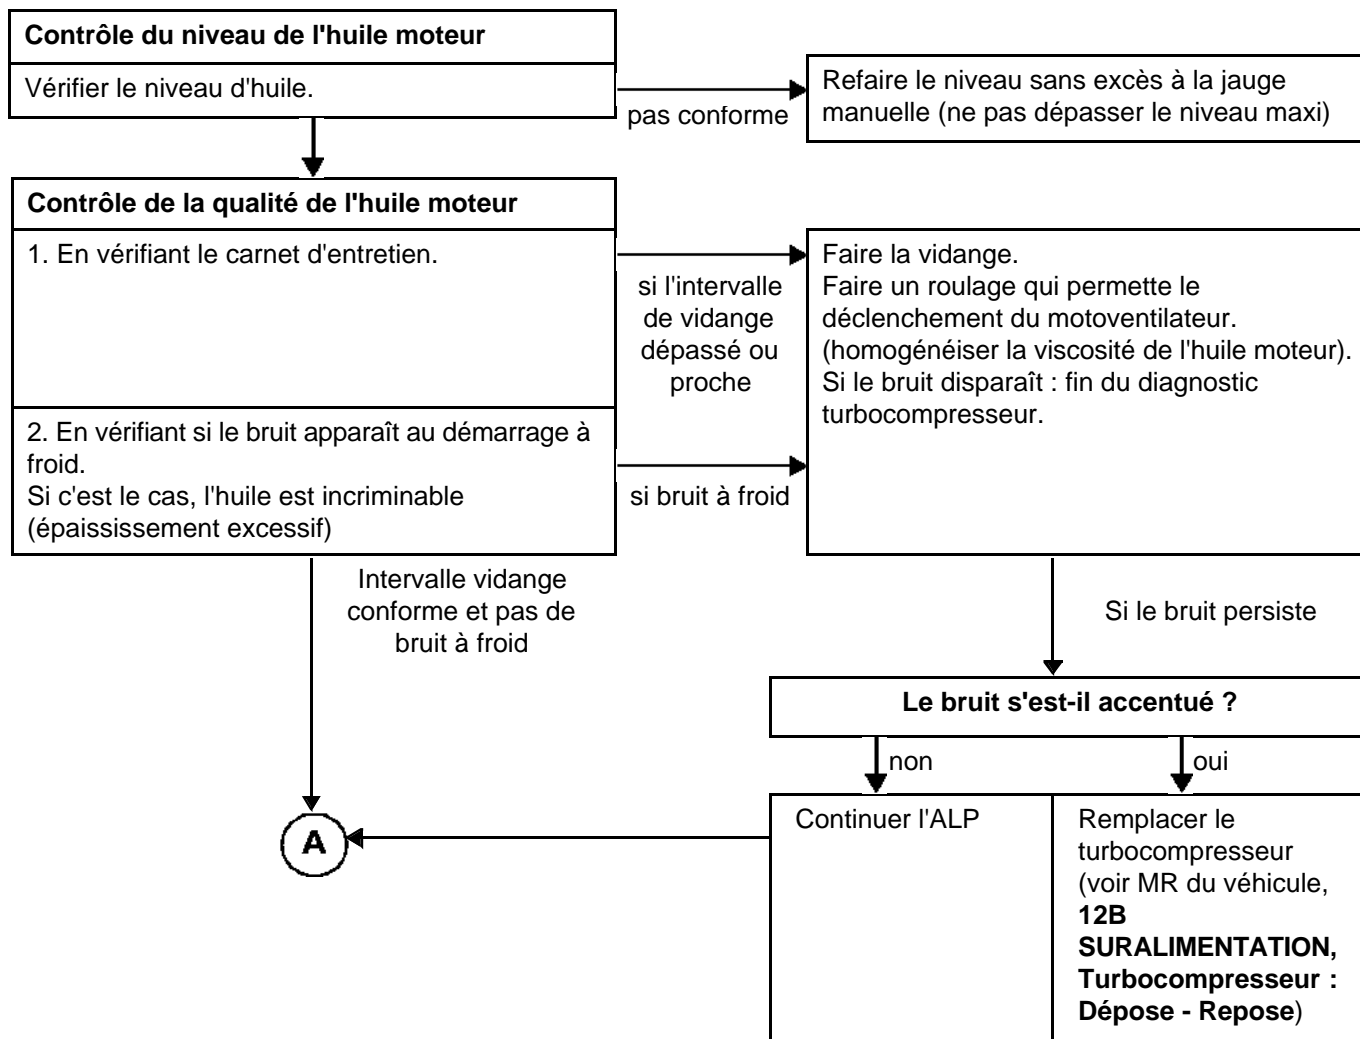 Contrôle du niveau de l'huile moteur
Vérifier le niveau d'huile.
pas conforme
Refaire le niveau sans excès à la jauge
manuelle (ne pas dépasser le niveau maxi)
Contrôle de la qualité de l'huile moteur
1. En vérifiant le carnet d'entretien.
si l'intervalle
de vidange
dépassé ou
proche
Faire la vidange.
Faire un roulage qui permette le
déclenchement du motoventilateur.
(homogénéiser la viscosité de l'huile moteur).
Si le bruit disparaît : fin du diagnostic
turbocompresseur.
2. En vérifiant si le bruit apparaît au démarrage à
froid.
Si c'est le cas, l'huile est incriminable
(épaississement excessif)
si bruit à froid
Intervalle vidange
conforme et pas de
bruit à froid
Si le bruit persiste
Le bruit s'est-il accentué ?
non
oui
A
Continuer l'ALP
Remplacer le
turbocompresseur
(voir MR du véhicule,
12B
SURALIMENTATION,
Turbocompresseur :
Dépose - Repose)